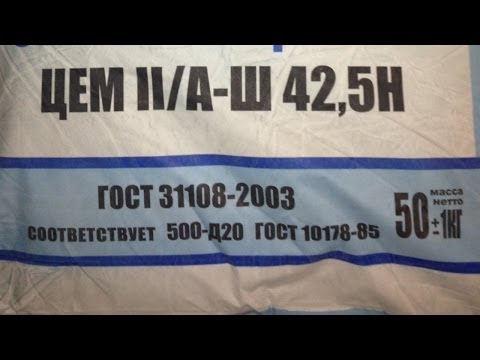 ЦЕМ II/А-Ш 42,5Н
ГОСТ 31108-2003
СООТВЕТСТВУЕТ 500-Д20 ГОСТ 10178-85
масса
нетто
50±1КГ